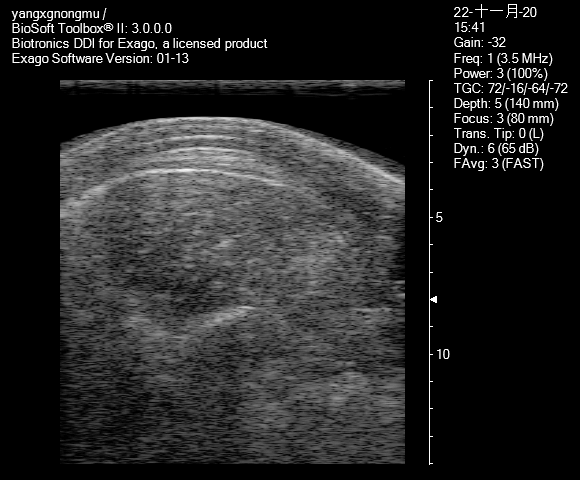 yangxgnongmu /
BioSoft Toolbox® II: 3.0.0.0
Biotronics DDI for Exago, a licensed product
Exago Software Version: 01-13
22-十一月-20
15:41
Gain: -32
Freq: 1 (3.5 MHz)
Power: 3 (100%)
TGC: 72/-16/-64/-72
Depth: 5 (140 mm)
Focus: 3 (80 mm)
Trans. Tip: 0 (L)
Dyn.: 6 (65 dB)
FAvg: 3 (FAST)
5
10